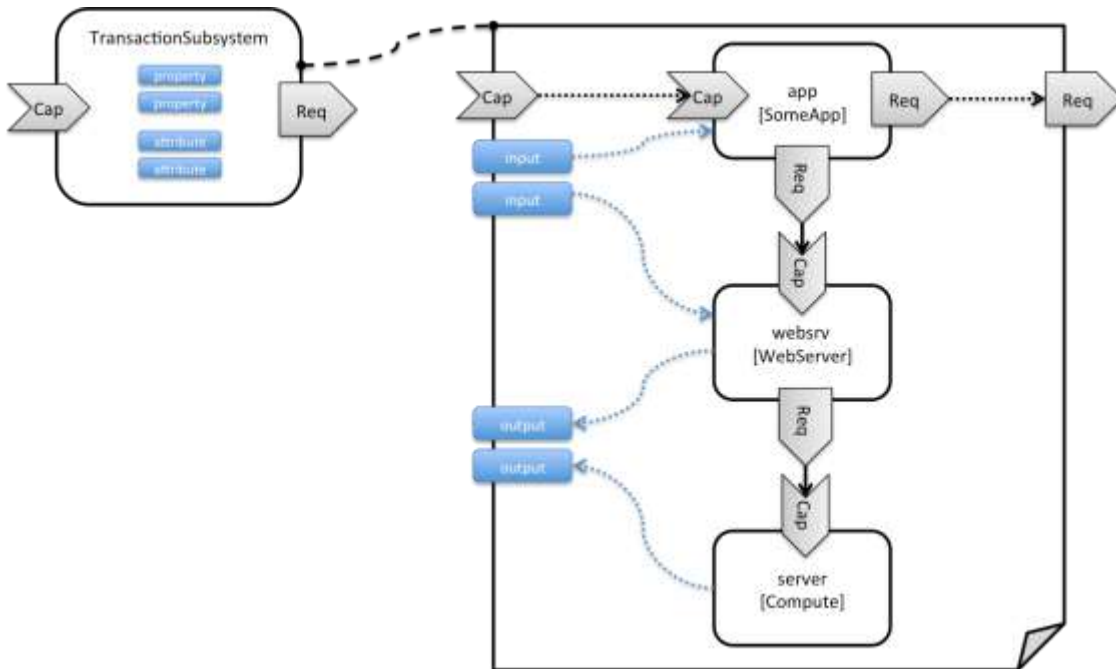 TransactionSubsystem
property
property
attribute
attribute
Cap
Req
Cap
Cap
app
[SomeApp]
Req
Req
input
input
Req
Cap
websrv
[WebServer]
output
output
Req
Cap
server
[Compute]